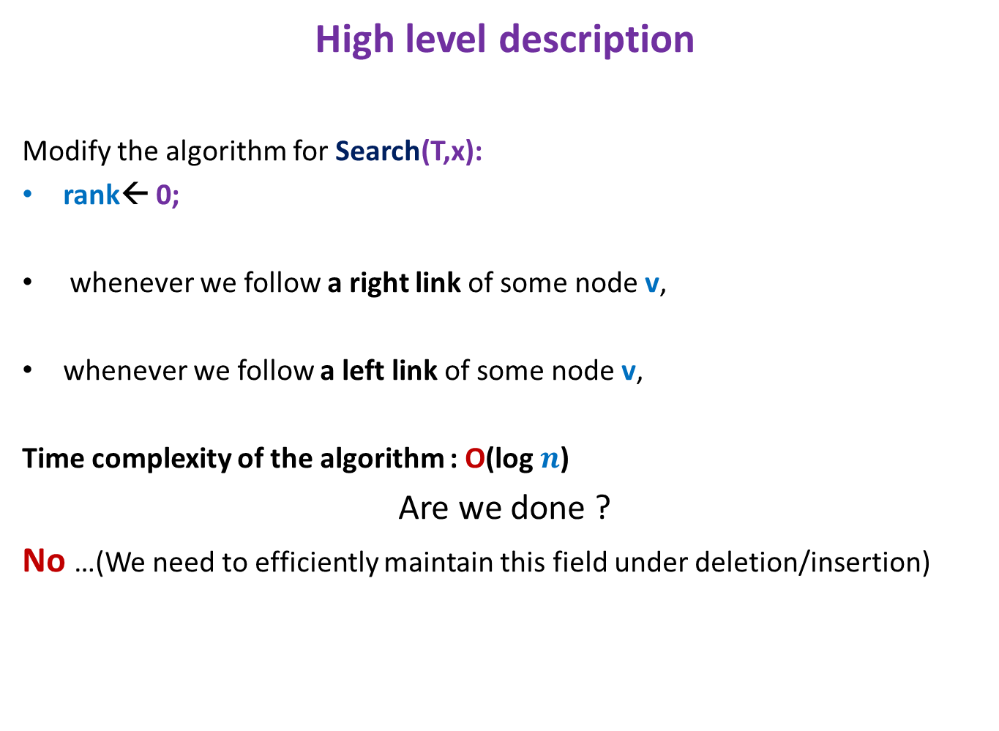 High level description
Modify the algorithm for Search(T,x):
• rank← 0;
• whenever we follow a right link of some node v,
• whenever we follow a left link of some node v,
Time complexity of the algorithm : O(log n)
Are we done ?
No …(We need to efficiently maintain this field under deletion/insertion)